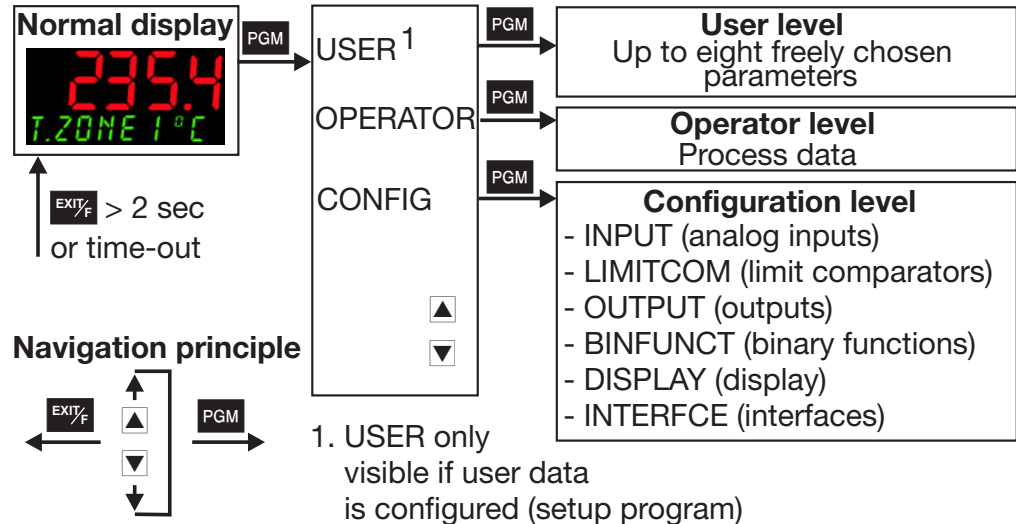 Normal display
235.4
T.ZONE 1 °C
PGM
EXIT/F > 2 sec
or time-out
USER1
OPERATOR
CONFIG
▲
▼
PGM
User level
Up to eight freely chosen
parameters
PGM
Operator level
Process data
PGM
Configuration level
- INPUT (analog inputs)
- LIMITCOM (limit comparators)
- OUTPUT (outputs)
- BINFUNCT (binary functions)
- DISPLAY (display)
- INTERFCE (interfaces)
Navigation principle
EXIT/F
▲
▼
PGM
1. USER only
visible if user data
is configured (setup program)